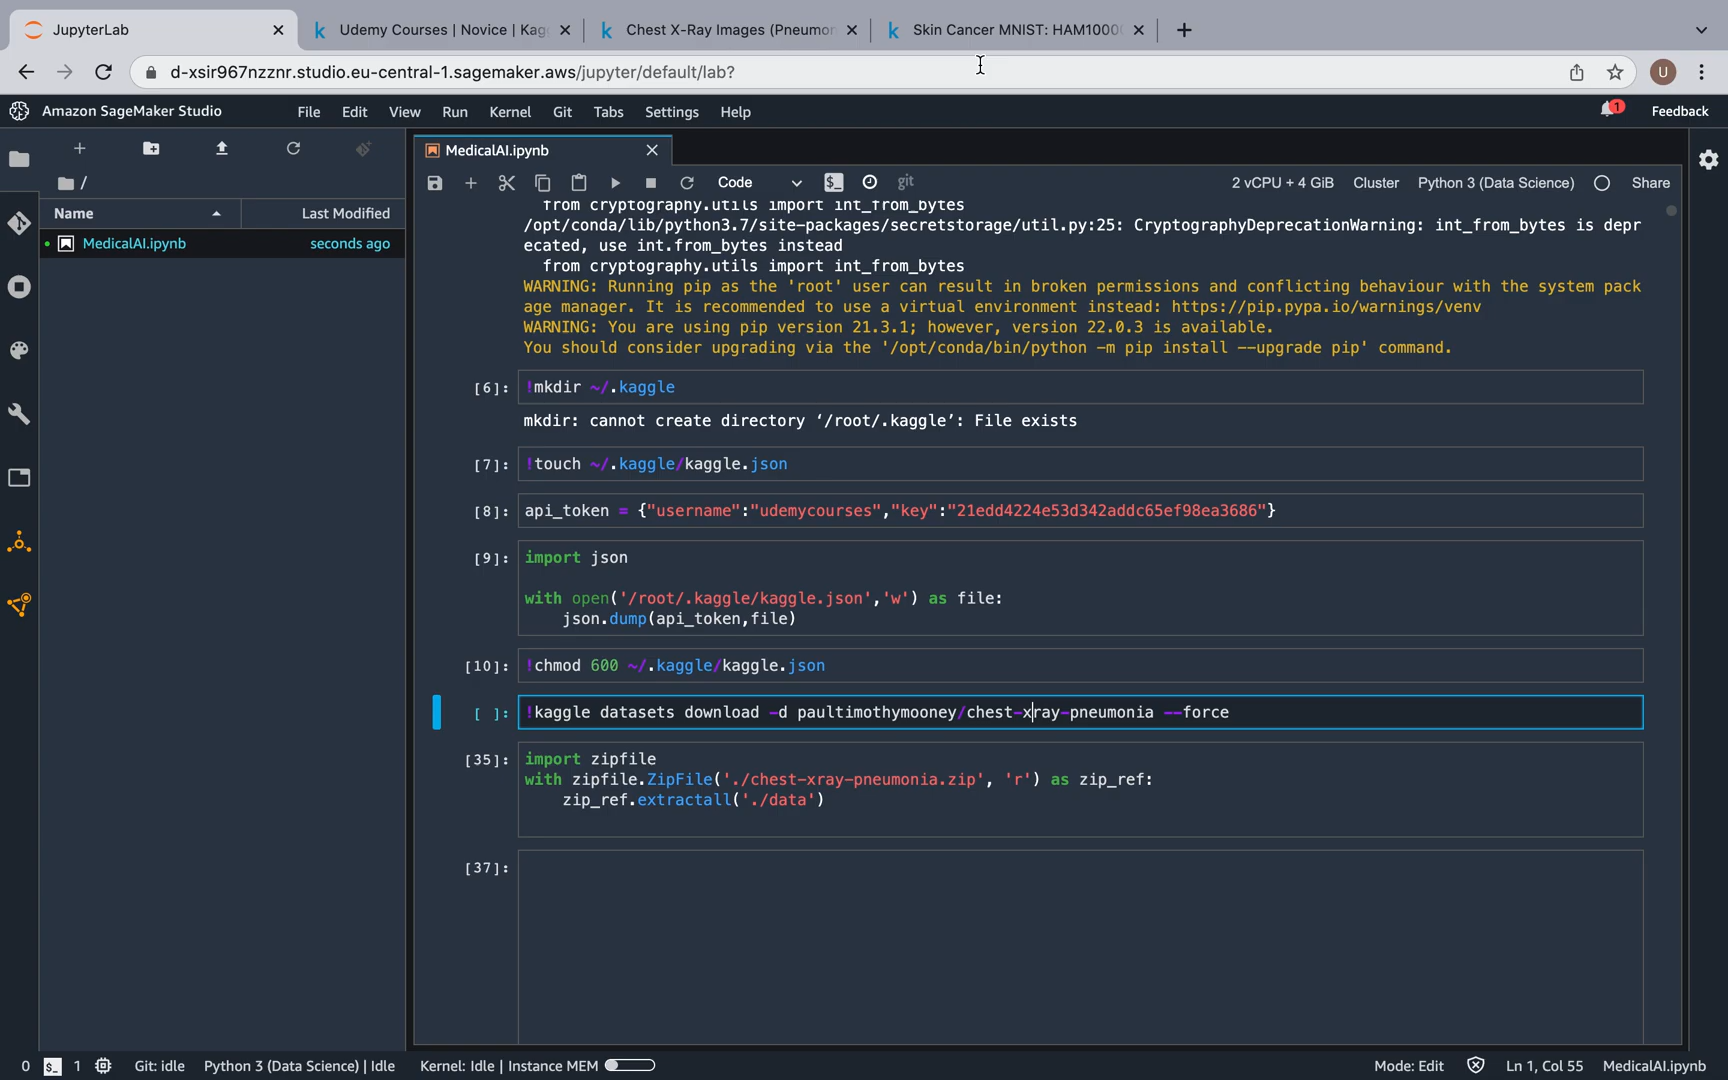 JupyterLab
Udemy Courses | Novice | Kag
Chest X-Ray Images (Pneumon
Skin Cancer MNIST: HAM1000
d-xsir967nzznr.studio.eu-central-1.sagemaker.aws/jupyter/default/lab?
U
Amazon SageMaker Studio
File Edit View Run Kernel Git Tabs Settings Help
1
Feedback
/
Name Last Modified
MedicalAI.ipynb seconds ago
MedicalAI.ipynb
Code
git
2 vCPU + 4 GiB Cluster Python 3 (Data Science) Share
from cryptography.utils import int_from_bytes
/opt/conda/lib/python3.7/site-packages/secretstorage/util.py:25: CryptographyDeprecationWarning: int_from_bytes is depr
ecated, use int.from_bytes instead
from cryptography.utils import int_from_bytes
WARNING: Running pip as the 'root' user can result in broken permissions and conflicting behaviour with the system pack
age manager. It is recommended to use a virtual environment instead: https://pip.pypa.io/warnings/venv
WARNING: You are using pip version 21.3.1; however, version 22.0.3 is available.
You should consider upgrading via the '/opt/conda/bin/python -m pip install --upgrade pip' command.
[6]: !mkdir ~/.kaggle
mkdir: cannot create directory ‘/root/.kaggle’: File exists
[7]: !touch ~/.kaggle/kaggle.json
[8]: api_token = {"username":"udemycourses","key":"21edd4224e53d342addc65ef98ea3686"}
[9]: import json
with open('/root/.kaggle/kaggle.json','w') as file:
json.dump(api_token,file)
[10]: !chmod 600 ~/.kaggle/kaggle.json
[ ]: !kaggle datasets download -d paultimothymooney/chest-xray-pneumonia --force
[35]: import zipfile
with zipfile.ZipFile('./chest-xray-pneumonia.zip', 'r') as zip_ref:
zip_ref.extractall('./data')
[37]:
0 $_ 1 Git: idle Python 3 (Data Science) | Idle Kernel: Idle | Instance MEM Mode: Edit Ln 1, Col 55 MedicalAI.ipynb